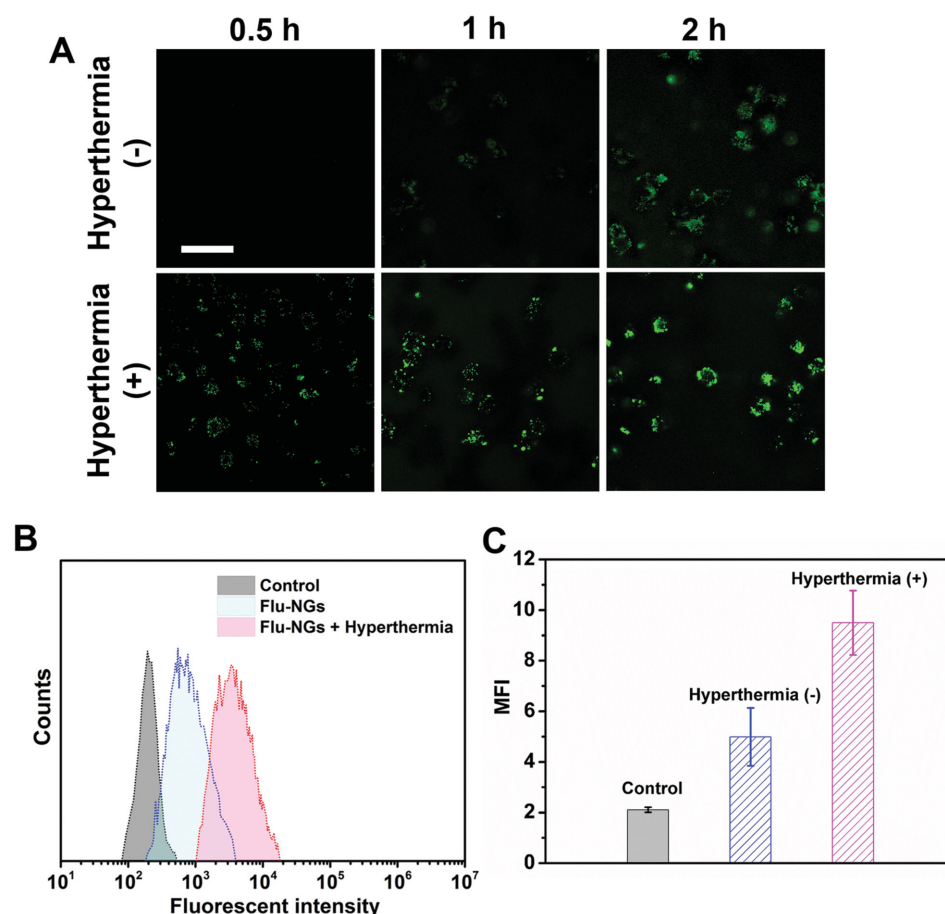 A
0.5 h
1 h
2 h
Hyperthermia
(-)
Hyperthermia
(+)
B
Counts
Control
Flu-NGs
Flu-NGs + Hyperthermia
10¹ 10² 10³ 10⁴ 10⁵ 10⁶ 10⁷
Fluorescent intensity
C
MFI
12
10
8
6
4
2
0
Control
Hyperthermia (-)
Hyperthermia (+)